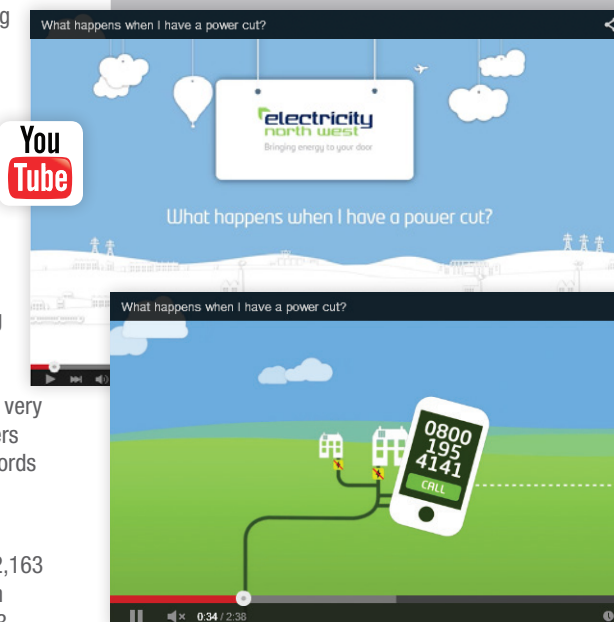 What happens when I have a power cut?
electricity
north west
Bringing energy to your door
You
Tube
What happens when I have a power cut?
What happens when I have a power cut?
very
0800
195
4141
CALL
2,163
0:34 / 2:38